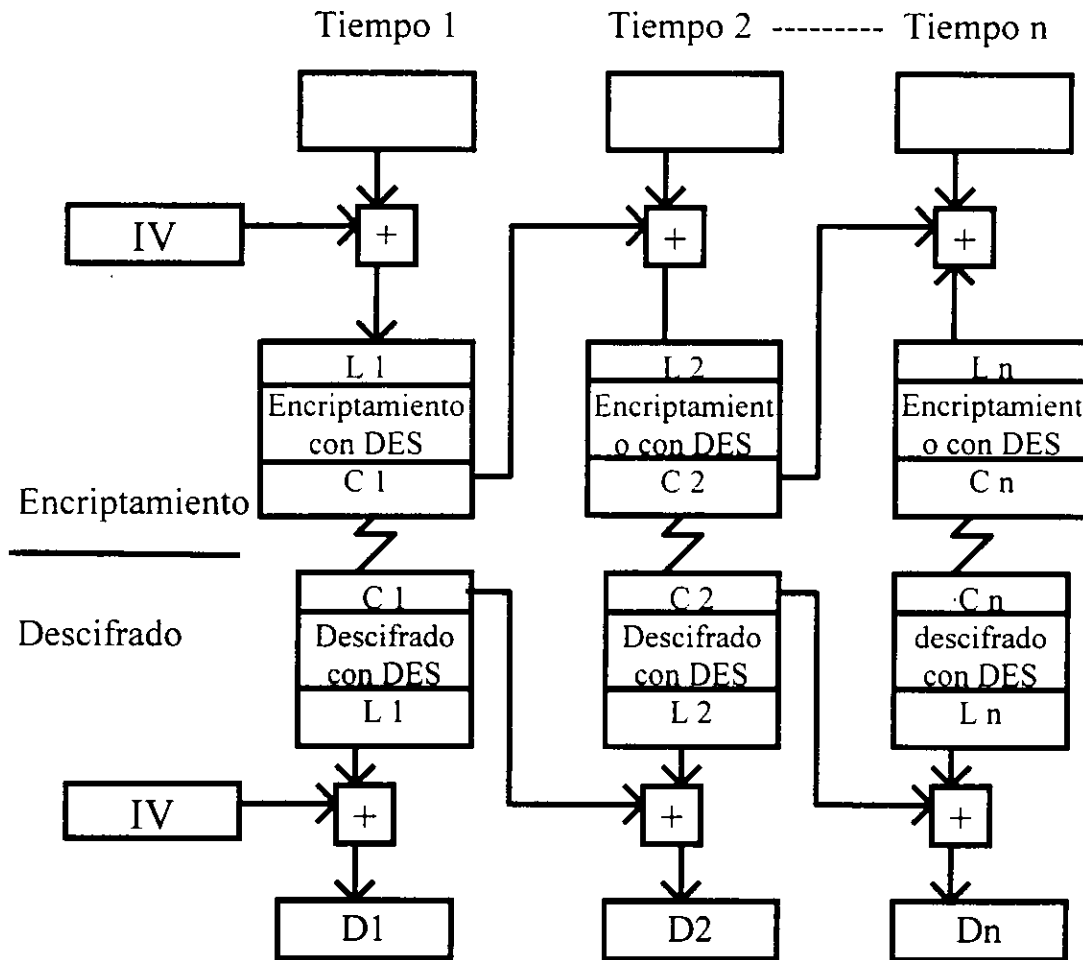 Tiempo 1 Tiempo 2 --------- Tiempo n
IV + + +
L 1 L 2 L n
Encriptamiento Encriptamient Encriptamient
con DES o con DES o con DES
C 1 C 2 C n
Encriptamiento
Descifrado
C 1 C 2 C n
Descifrado Descifrado descifrado
con DES con DES con DES
L 1 L 2 L n
IV + + +
D1 D2 Dn